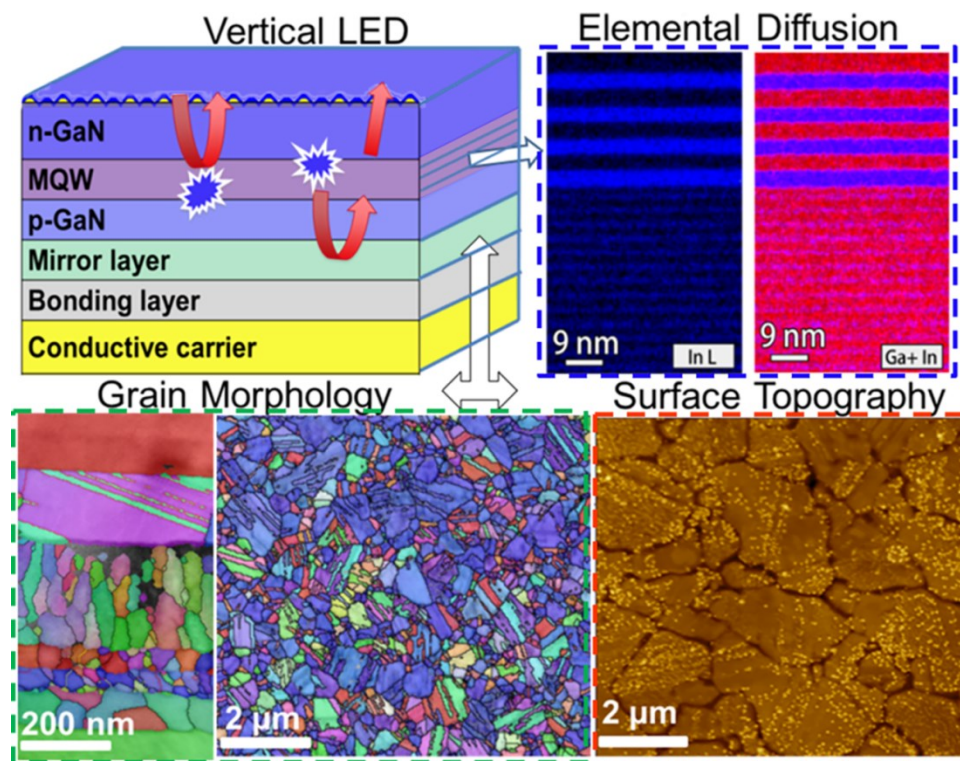 Vertical LED
n-GaN
MQW
p-GaN
Mirror layer
Bonding layer
Conductive carrier
Elemental Diffusion
9 nm
In L
9 nm
Ga+ In
Grain Morphology
200 nm
2 μm
Surface Topography
2 μm